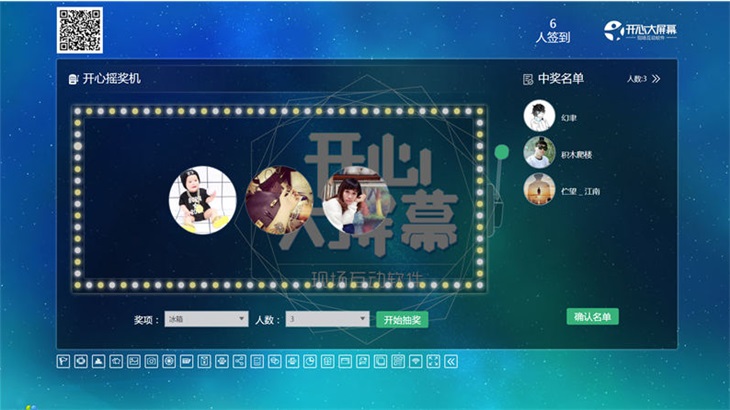 6
人签到
开心大屏幕
现场互动软件
开心摇奖机
中奖名单
人数:3
幻聿
积木爬楼
伫望_江南
开心
大屏幕
现场互动软件
奖项：
冰箱
人数：
3
开始抽奖
确认名单